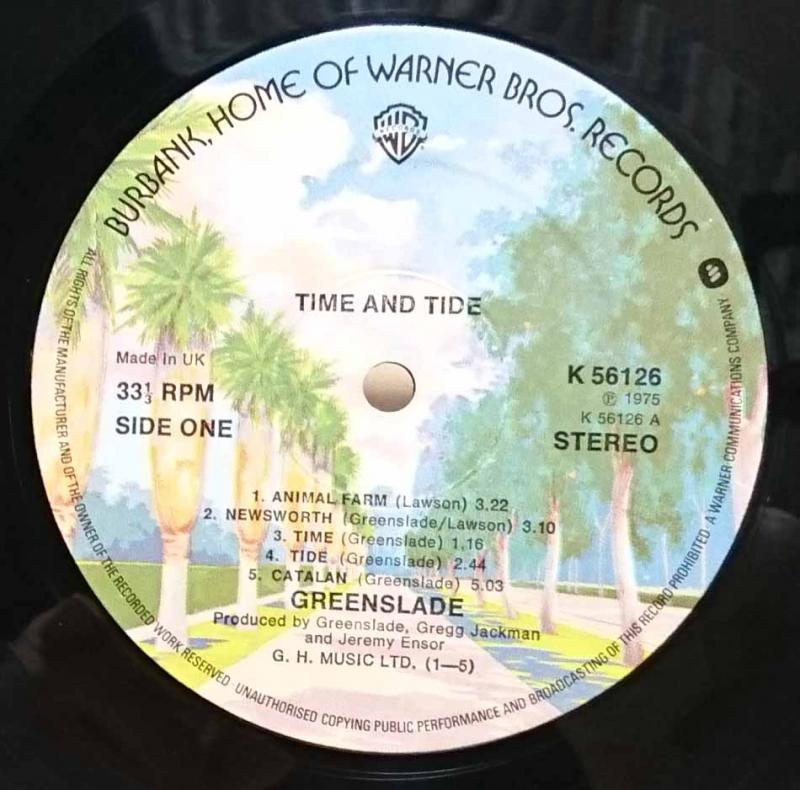 BURBANK, HOME OF WARNER BROS. RECORDS
RECORDS
TIME AND TIDE
Made in UK
33⅓ RPM
SIDE ONE
K 56126
℗ 1975
K 56126 A
STEREO
1. ANIMAL FARM (Lawson) 3.22
2. NEWSWORTH (Greenslade/Lawson) 3.10
3. TIME (Greenslade) 1.16
4. TIDE (Greenslade) 2.44
5. CATALAN (Greenslade) 5.03
GREENSLADE
Produced by Greenslade, Gregg Jackman
and Jeremy Ensor
G. H. MUSIC LTD. (1—5)
ALL RIGHTS OF THE MANUFACTURER AND OF THE OWNER OF THE RECORDED WORK RESERVED · UNAUTHORISED COPYING PUBLIC PERFORMANCE AND BROADCASTING OF THIS RECORD PROHIBITED · A WARNER COMMUNICATIONS COMPANY